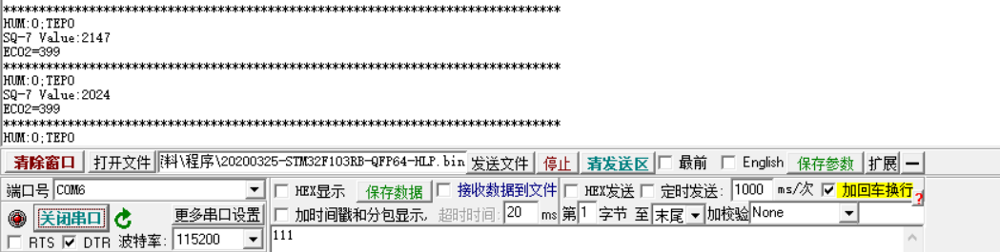 ******************************************************************************
HUM:0;TEP0
SQ-7 Value:2147
ECO2=399
******************************************************************************
HUM:0;TEP0
SQ-7 Value:2024
ECO2=399
******************************************************************************
HUM:0;TEP0
清除窗口 打开文件 料\程序\20200325-STM32F103RB-QFP64-HLP.bin 发送文件 停止 清发送区 最前 English 保存参数 扩展 —
端口号 COM6 HEX显示 保存数据 接收数据到文件 HEX发送 定时发送: 1000 ms/次 加回车换行
关闭串口 更多串口设置 加时间戳和分包显示, 超时时间: 20 ms 第 1 字节 至 末尾 加校验 None ?
RTS DTR 波特率: 115200 111